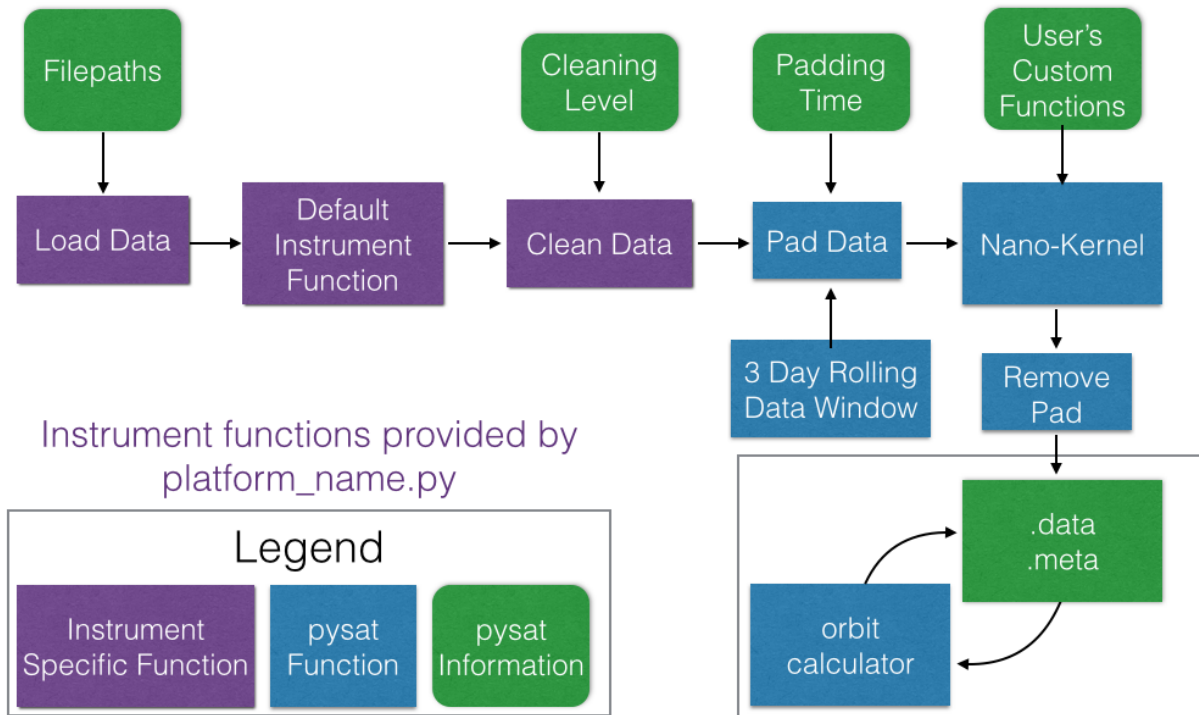 Filepaths
Cleaning
Level
Padding
Time
User's
Custom
Functions
Load Data
Default
Instrument
Function
Clean Data
Pad Data
Nano-Kernel
3 Day Rolling
Data Window
Remove
Pad
Instrument functions provided by
platform_name.py
Legend
Instrument
Specific Function
pysat
Function
pysat
Information
.data
.meta
orbit
calculator